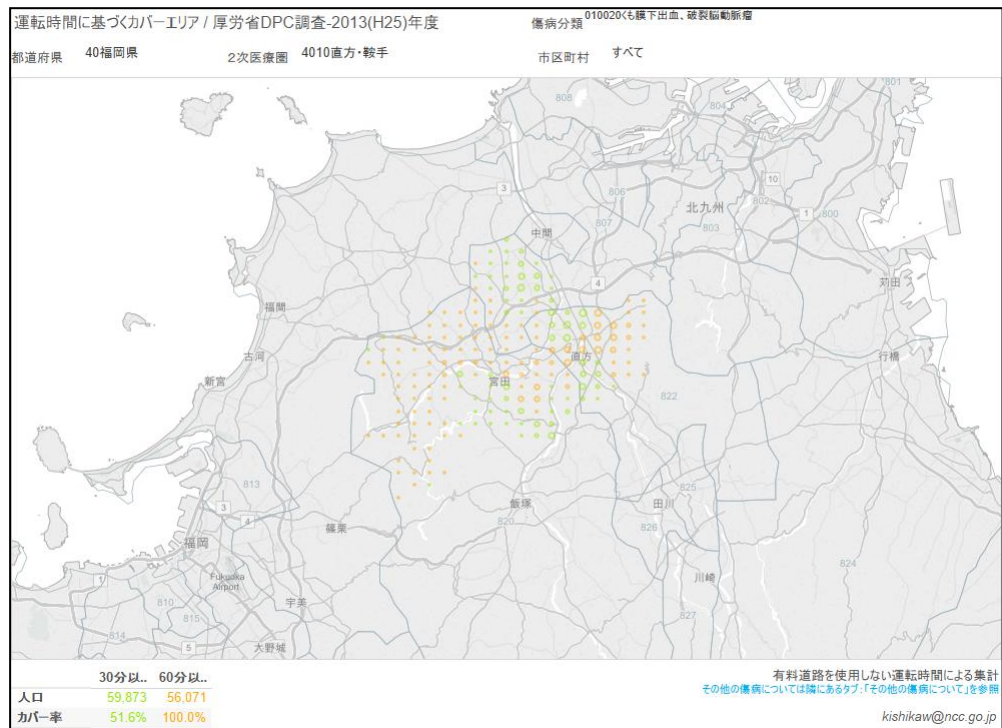 運転時間に基づくカバーエリア / 厚労省DPC調査-2013(H25)年度
傷病分類 010020くも膜下出血、破裂脳動脈瘤
都道府県 40福岡県 2次医療圏 4010直方・鞍手 市区町村 すべて
808
801
804
10
3
806
802
北九州
1
800
807
803
中間
4
苅田
福間
古河
直方
行橋
新宮
宮田
4
822
813
825
3
飯塚
田川
4
篠栗
820
826
福岡
824
Fukuoka Airport
川崎
1
810
宇美
815
827
814
5
大野城
30分以.. 60分以..
人口 59,873 56,071
カバー率 51.6% 100.0%
有料道路を使用しない運転時間による集計
その他の傷病については隣にあるタブ:「その他の傷病について」を参照
kishikaw@ncc.go.jp